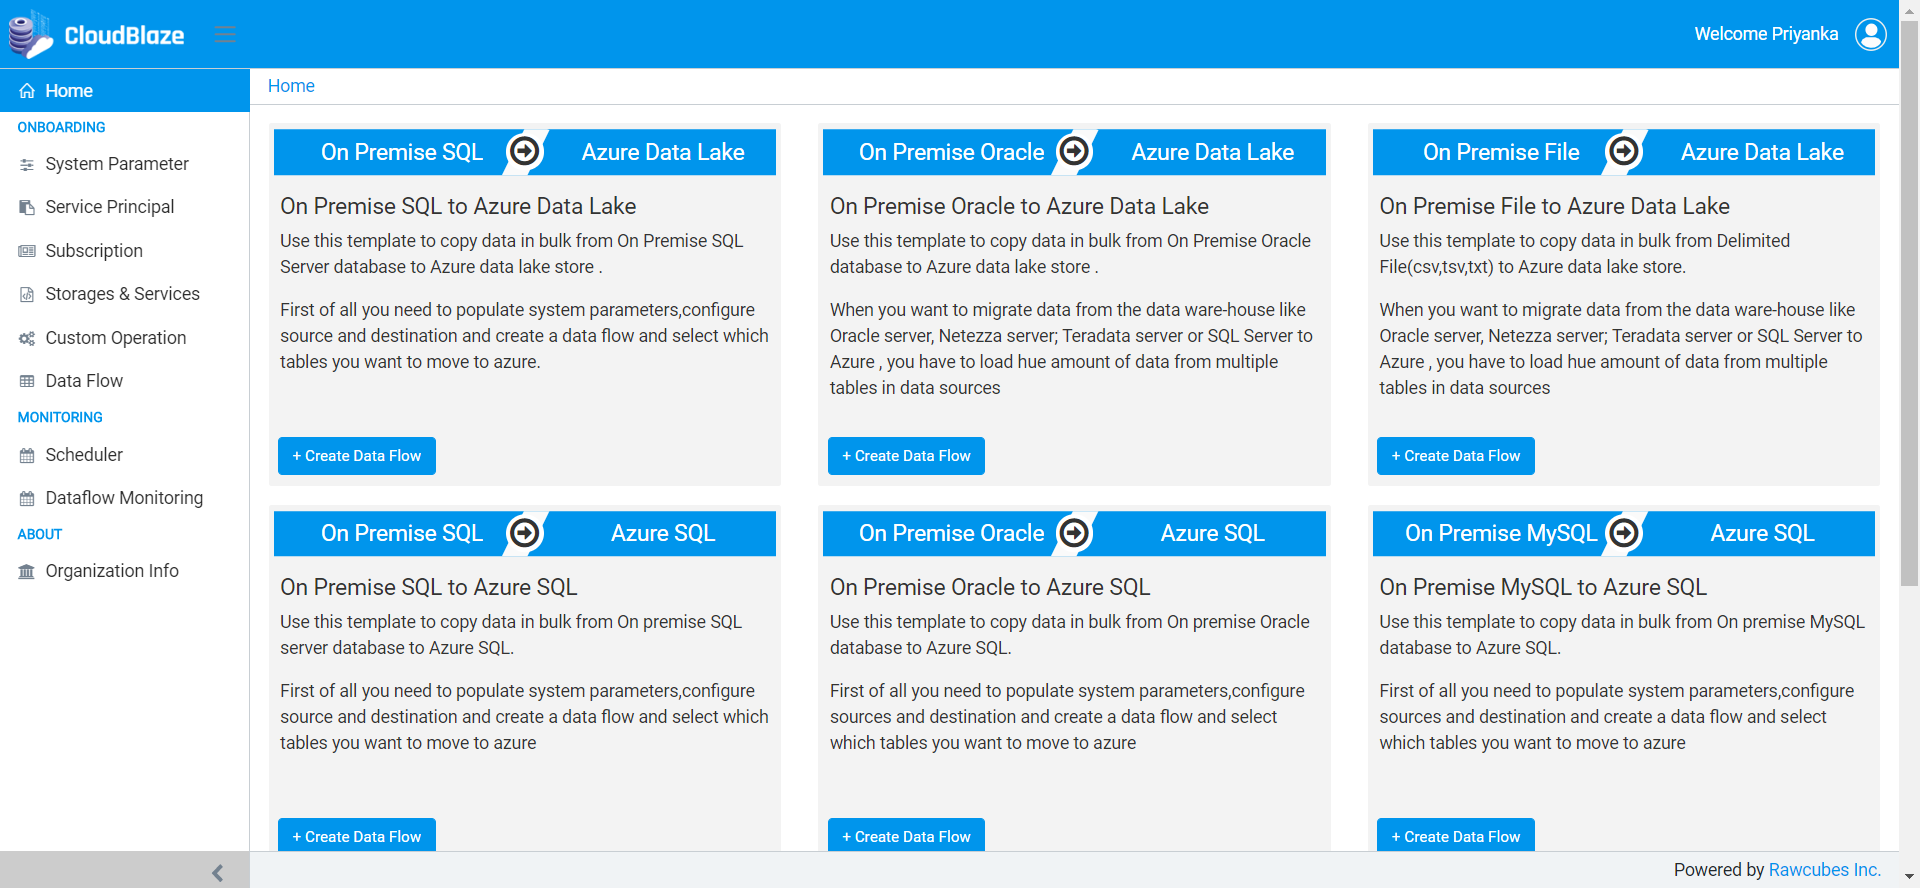 CloudBlaze
Welcome Priyanka
Home
ONBOARDING
System Parameter
Service Principal
Subscription
Storages & Services
Custom Operation
Data Flow
MONITORING
Scheduler
Dataflow Monitoring
ABOUT
Organization Info
Home
On Premise SQL
Azure Data Lake
On Premise SQL to Azure Data Lake
Use this template to copy data in bulk from On Premise SQL
Server database to Azure data lake store .
First of all you need to populate system parameters,configure
source and destination and create a data flow and select which
tables you want to move to azure.
+ Create Data Flow
On Premise Oracle
Azure Data Lake
On Premise Oracle to Azure Data Lake
Use this template to copy data in bulk from On Premise Oracle
database to Azure data lake store .
When you want to migrate data from the data ware-house like
Oracle server, Netezza server; Teradata server or SQL Server to
Azure , you have to load hue amount of data from multiple
tables in data sources
+ Create Data Flow
On Premise File
Azure Data Lake
On Premise File to Azure Data Lake
Use this template to copy data in bulk from Delimited
File(csv,tsv,txt) to Azure data lake store.
When you want to migrate data from the data ware-house like
Oracle server, Netezza server; Teradata server or SQL Server to
Azure , you have to load hue amount of data from multiple
tables in data sources
+ Create Data Flow
On Premise SQL
Azure SQL
On Premise SQL to Azure SQL
Use this template to copy data in bulk from On premise SQL
server database to Azure SQL.
First of all you need to populate system parameters,configure
source and destination and create a data flow and select which
tables you want to move to azure
+ Create Data Flow
On Premise Oracle
Azure SQL
On Premise Oracle to Azure SQL
Use this template to copy data in bulk from On premise Oracle
database to Azure SQL.
First of all you need to populate system parameters,configure
sources and destination and create a data flow and select
which tables you want to move to azure
+ Create Data Flow
On Premise MySQL
Azure SQL
On Premise MySQL to Azure SQL
Use this template to copy data in bulk from On premise MySQL
database to Azure SQL.
First of all you need to populate system parameters,configure
sources and destination and create a data flow and select
which tables you want to move to azure
+ Create Data Flow
Powered by Rawcubes Inc.